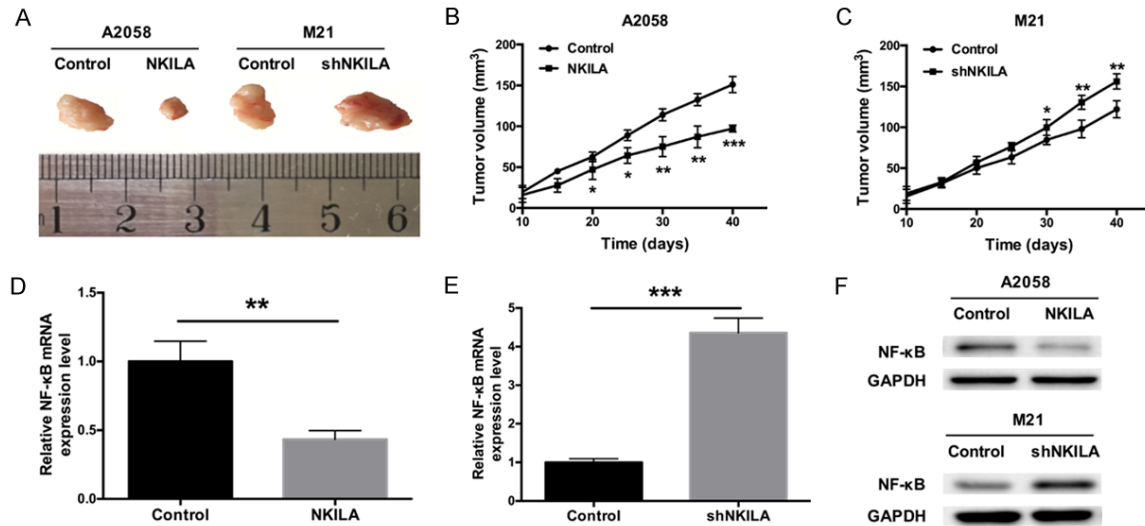 A
A2058
M21
Control
NKILA
Control
shNKILA
1 2 3 4 5 6
B
A2058
Tumor volume (mm³)
200
150
100
50
0
Control
NKILA
*
*
**
**
***
10
20
30
40
Time (days)
C
M21
Tumor volume (mm³)
200
150
100
50
0
Control
shNKILA
*
**
**
10
20
30
40
Time (days)
D
Relative NF-κB mRNA
expression level
1.5
1.0
0.5
0.0
**
Control
NKILA
E
Relative NF-κB mRNA
expression level
5
4
3
2
1
0
***
Control
shNKILA
F
A2058
Control
NKILA
NF-κB
GAPDH
M21
Control
shNKILA
NF-κB
GAPDH